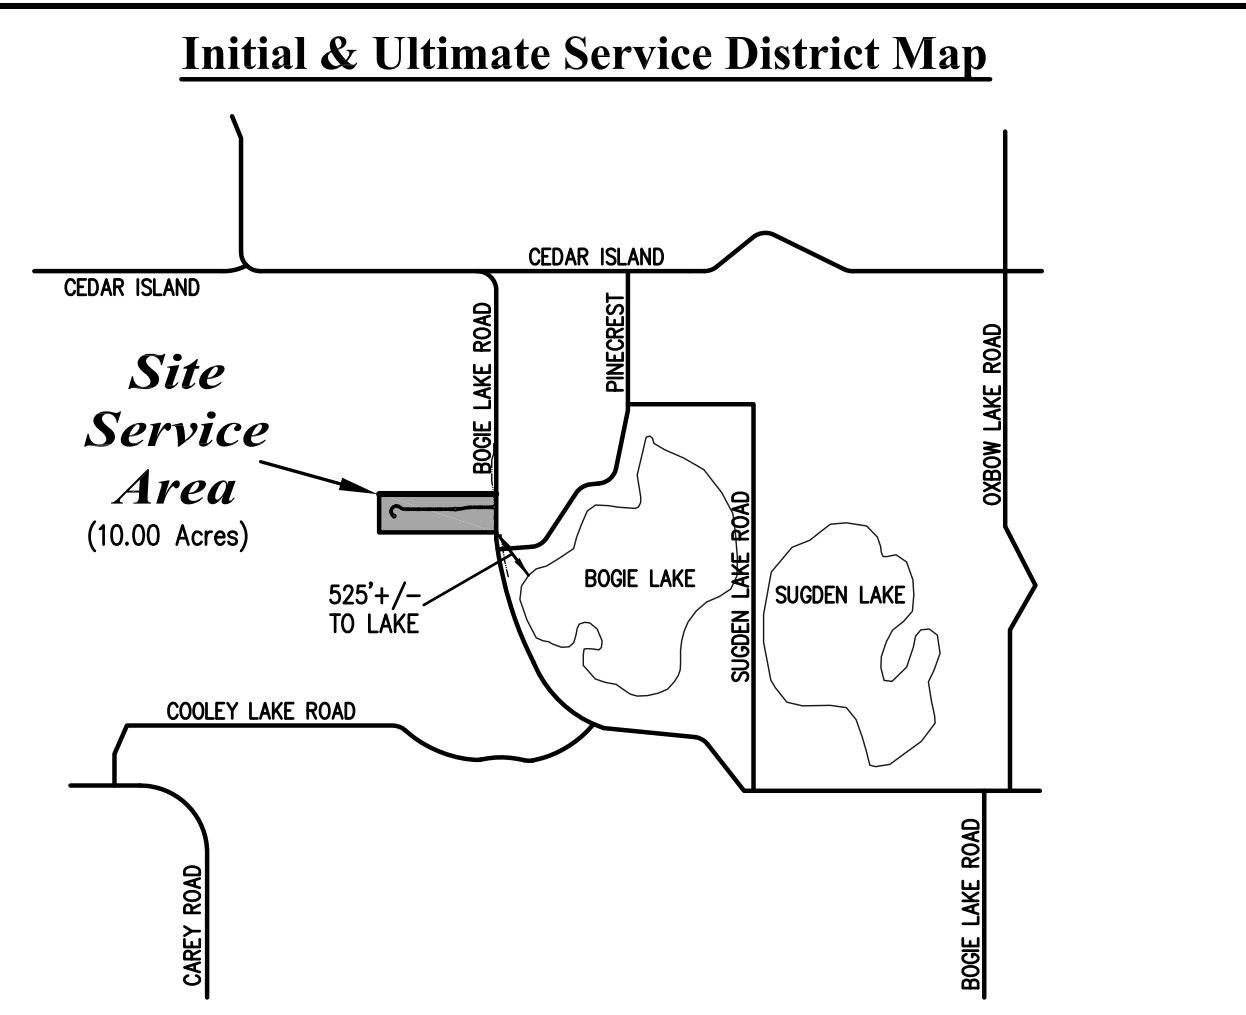 Initial & Ultimate Service District Map
CEDAR ISLAND
CEDAR ISLAND
BOGIE LAKE ROAD
PINECREST
OXBOW LAKE ROAD
Site
Service
Area
(10.00 Acres)
525'+/-
TO LAKE
BOGIE LAKE
SUGDEN LAKE ROAD
SUGDEN LAKE
COOLEY LAKE ROAD
CAREY ROAD
BOGIE LAKE ROAD